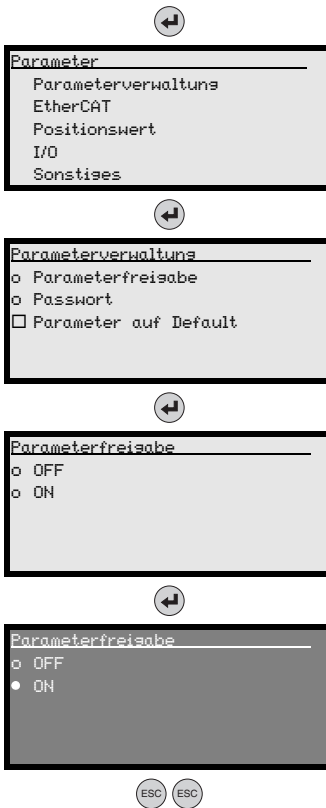 Parameter
Parameterverwaltung
EtherCAT
Positionswert
I/O
Sonstiges
Parameterverwaltung
o Parameterfreigabe
o Passwort
□ Parameter auf Default
Parameterfreigabe
o OFF
o ON
Parameterfreigabe
o OFF
● ON
ESC ESC